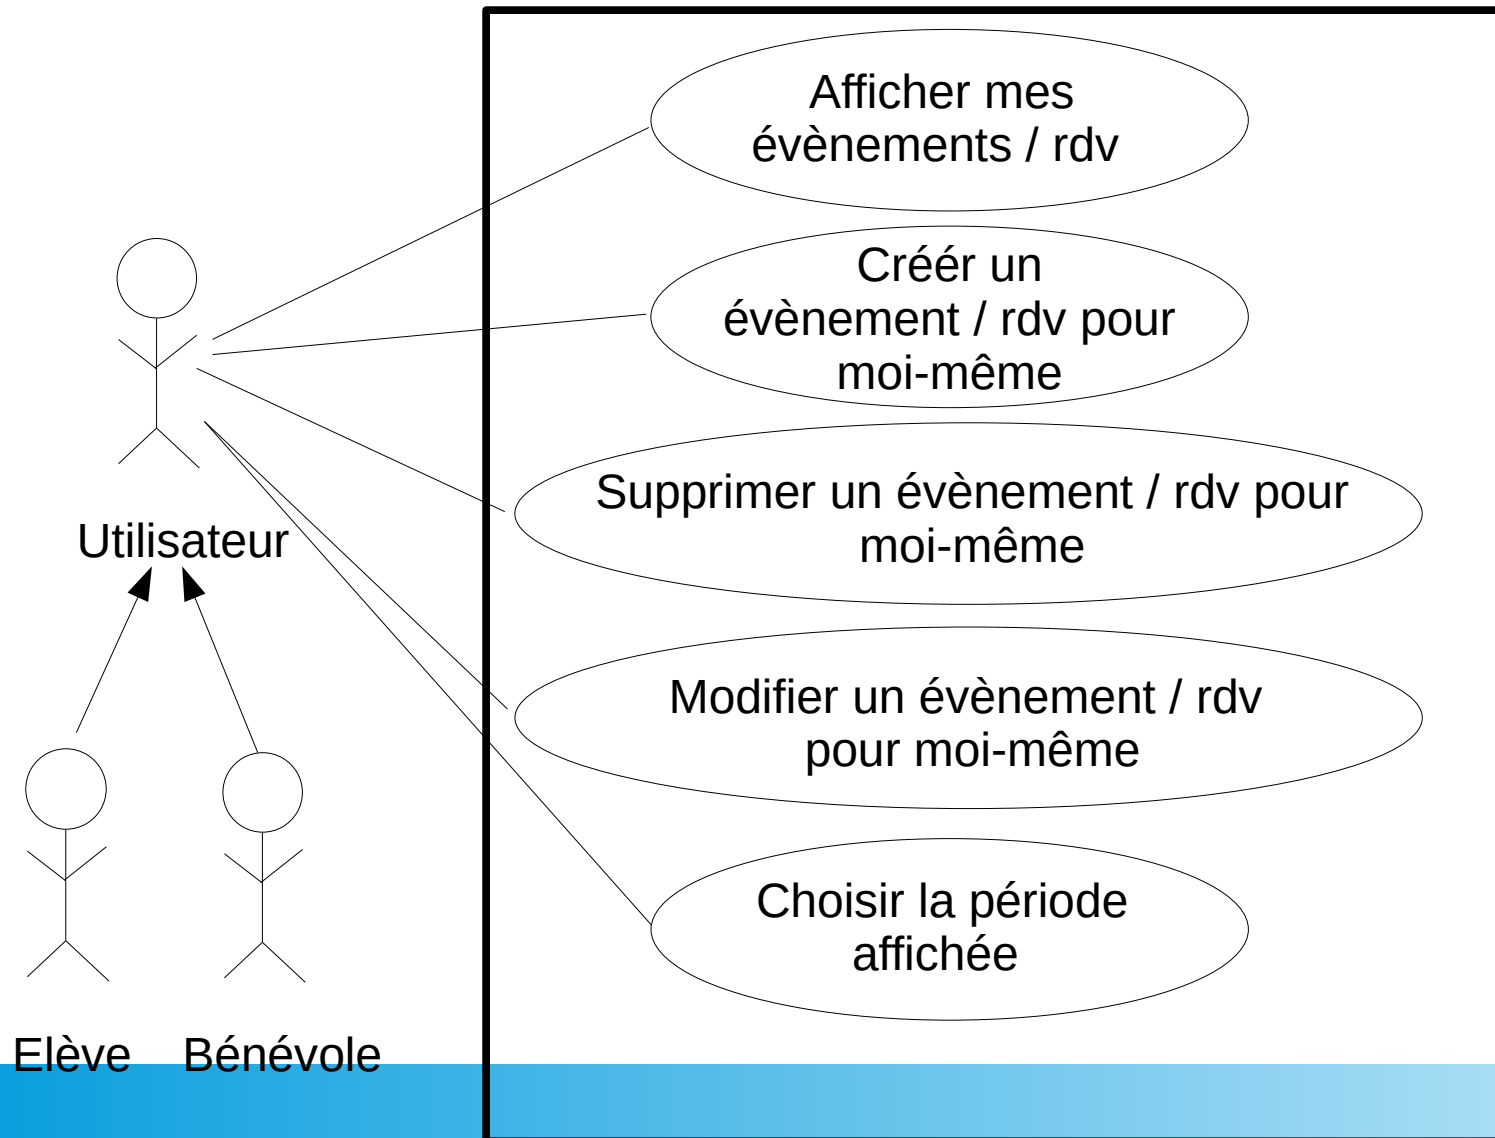 Afficher mes
évènements / rdv
Créér un
évènement / rdv pour
moi-même
Supprimer un évènement / rdv pour
moi-même
Utilisateur
Modifier un évènement / rdv
pour moi-même
Choisir la période
affichée
Elève
Bénévole